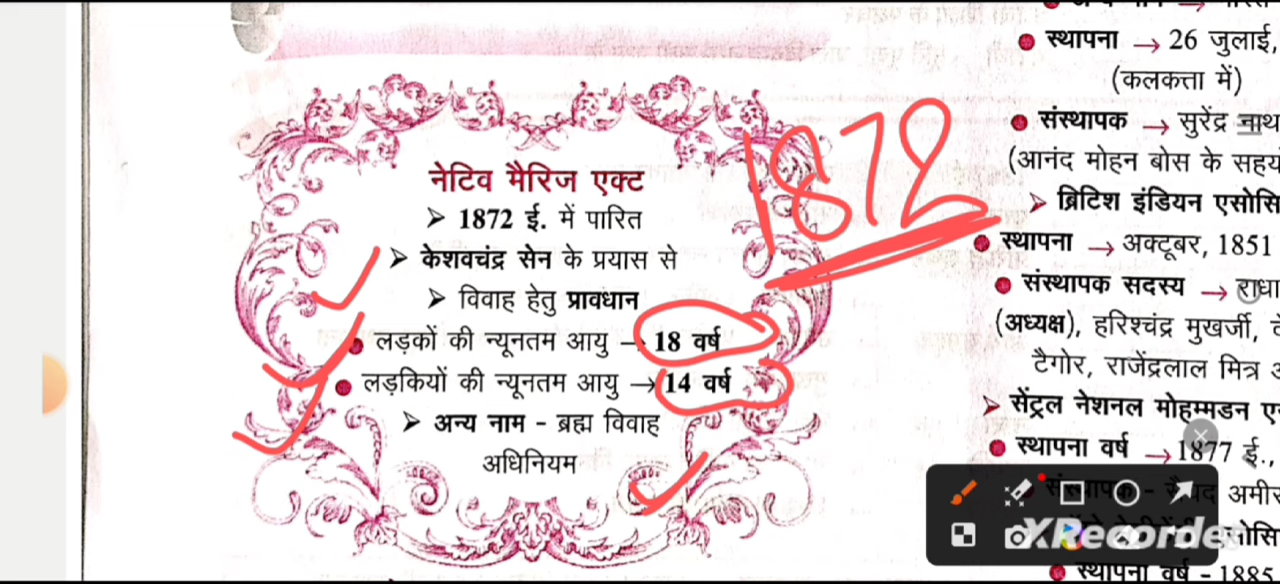 नेटिव मैरिज एक्ट
➤ 1872 ई. में पारित
➤ केशवचंद्र सेन के प्रयास से
➤ विवाह हेतु प्रावधान
● लड़कों की न्यूनतम आयु → 18 वर्ष
● लड़कियों की न्यूनतम आयु → 14 वर्ष
➤ अन्य नाम - ब्रह्म विवाह
अधिनियम
1872
● स्थापना → 26 जुलाई,
(कलकत्ता में)
● संस्थापक → सुरेंद्र नाथ
(आनंद मोहन बोस के
➤ ब्रिटिश इंडियन
● स्थापना → अक्टूबर, 1851
● संस्थापक सदस्य → राधा
(अध्यक्ष), हरिश्चंद्र मुखर्जी,
टैगोर, राजेंद्रलाल मित्र
➤ सेंट्रल नेशनल मोहम्मडन
● स्थापना वर्ष → 1877 ई.,
अमीर
XRecorder
● स्थापना वर्ष - 1885